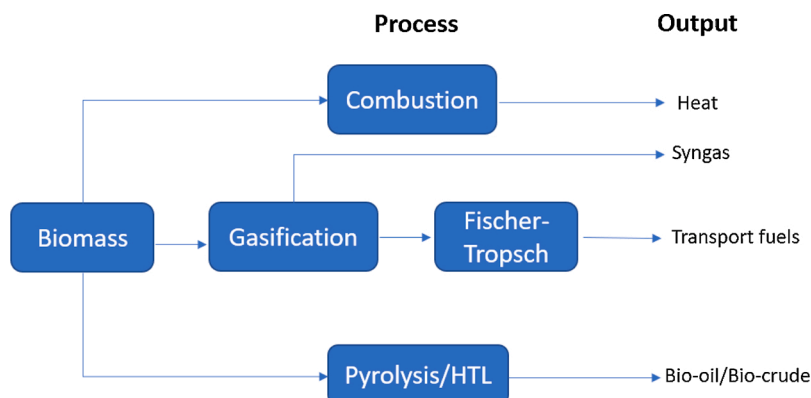 Process Output
Combustion
Heat
Syngas
Biomass
Gasification
Fischer-
Tropsch
Transport fuels
Pyrolysis/HTL
Bio-oil/Bio-crude